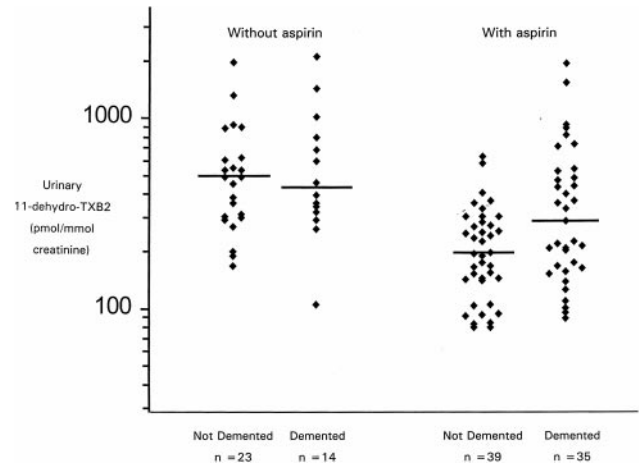 Without aspirin
With aspirin
1000
Urinary
11-dehydro-TXB2
(pmol/mmol
creatinine)
100
Not Demented
Demented
Not Demented
Demented
n =23
n =14
n =39
n =35